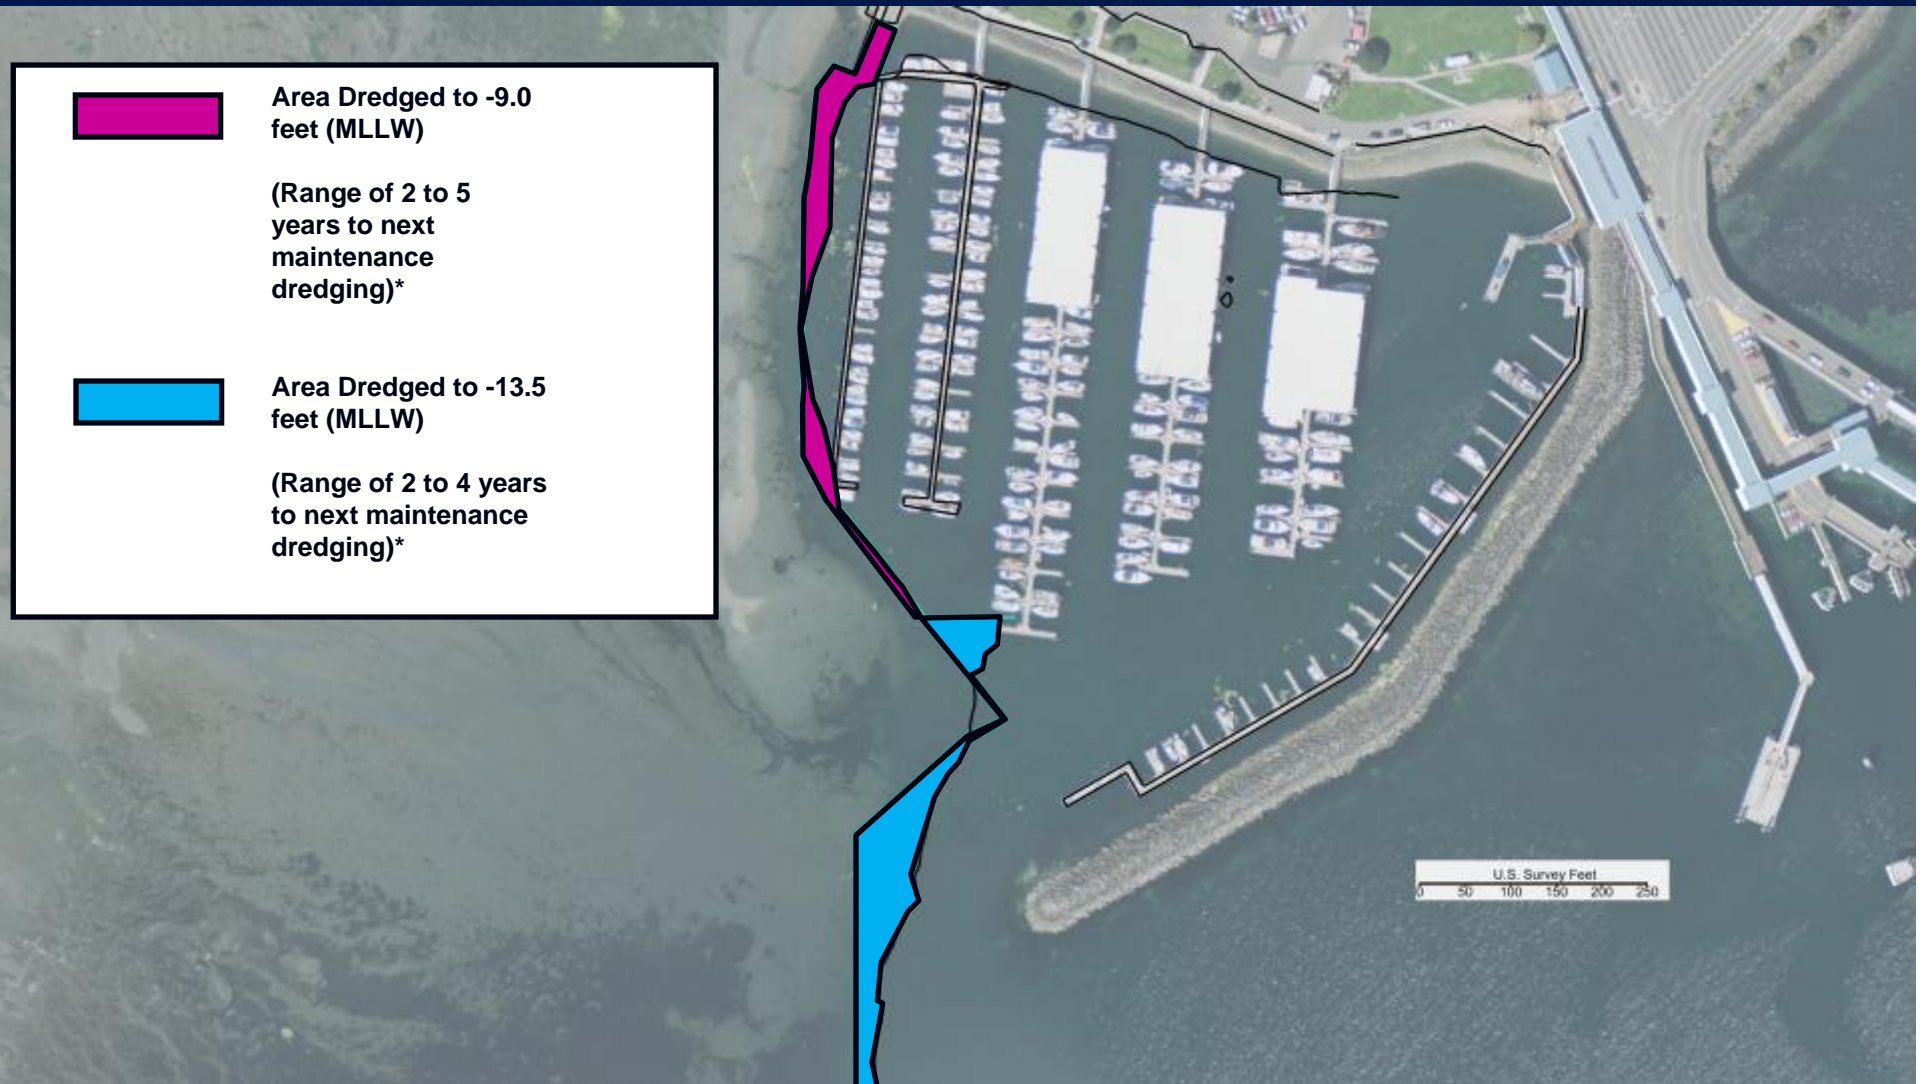 Area Dredged to -9.0
feet (MLLW)
(Range of 2 to 5
years to next
maintenance
dredging)*
Area Dredged to -13.5
feet (MLLW)
(Range of 2 to 4 years
to next maintenance
dredging)*
U.S. Survey Feet
0 50 100 150 200 250